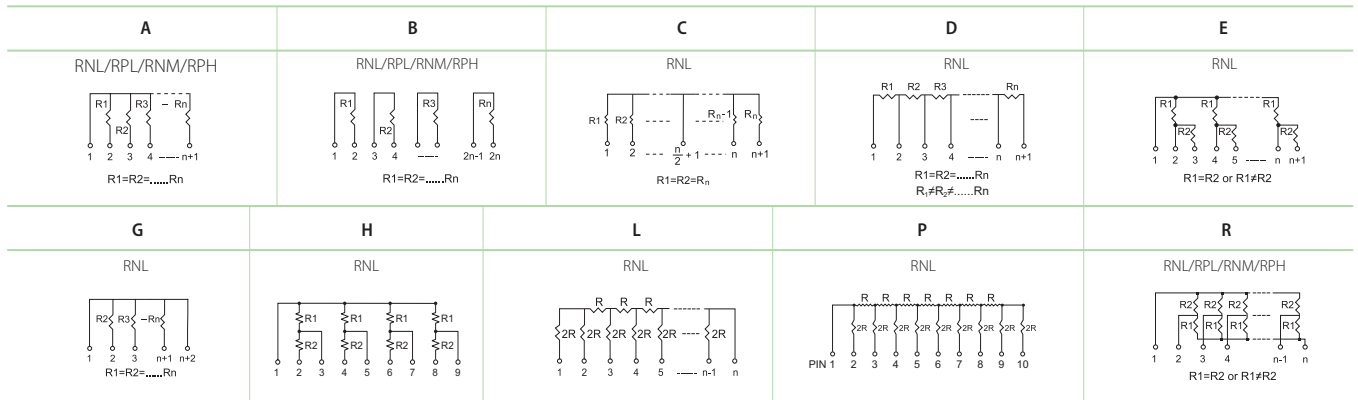 A B C D E
RNL/RPL/RNM/RPH
R1 R3 Rn
R2
1 2 3 4 n+1
R1=R2=......Rn
RNL/RPL/RNM/RPH
R1 R3 Rn
R2
1 2 3 4 2n-1 2n
R1=R2=......Rn
RNL
R1 R2 Rn-1 Rn
1 2 n/2 + 1 n n+1
R1=R2=Rn
RNL
R1 R2 R3 Rn
1 2 3 4 n n+1
R1=R2=......Rn
R₁≠R₂≠......Rn
RNL
R1 R1 R1
R2 R2 R2
1 2 3 4 5 n n+1
R1=R2 or R1≠R2
G H L P R
RNL
R2 R3 Rn
1 2 3 n+1 n+2
R1=R2=......Rn
RNL
R1 R1 R1 R1
R2 R2 R2 R2
1 2 3 4 5 6 7 8 9
RNL
R R R
2R 2R 2R 2R 2R 2R
1 2 3 4 5 n-1 n
RNL
R R R R R R R
2R 2R 2R 2R 2R 2R 2R 2R
PIN 1 2 3 4 5 6 7 8 9 10
RNL/RPL/RNM/RPH
R2 R2 R2 R2
R1 R1 R1 R1
1 2 3 4 n-1 n
R1=R2 or R1≠R2